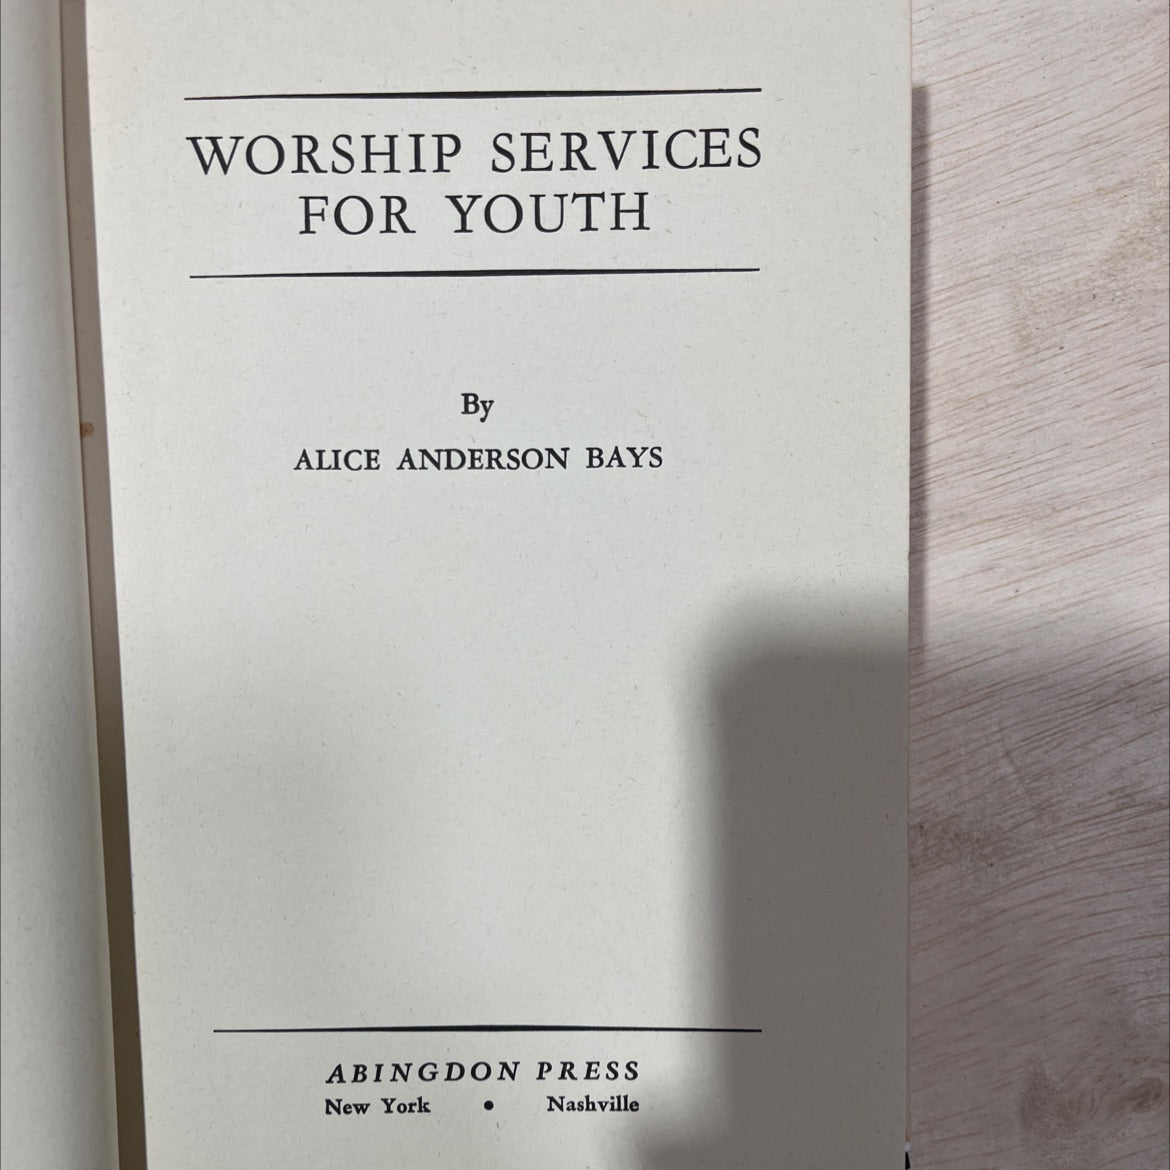 WORSHIP SERVICES
FOR YOUTH
By
ALICE ANDERSON BAYS
ABINGDON PRESS
New York • Nashville